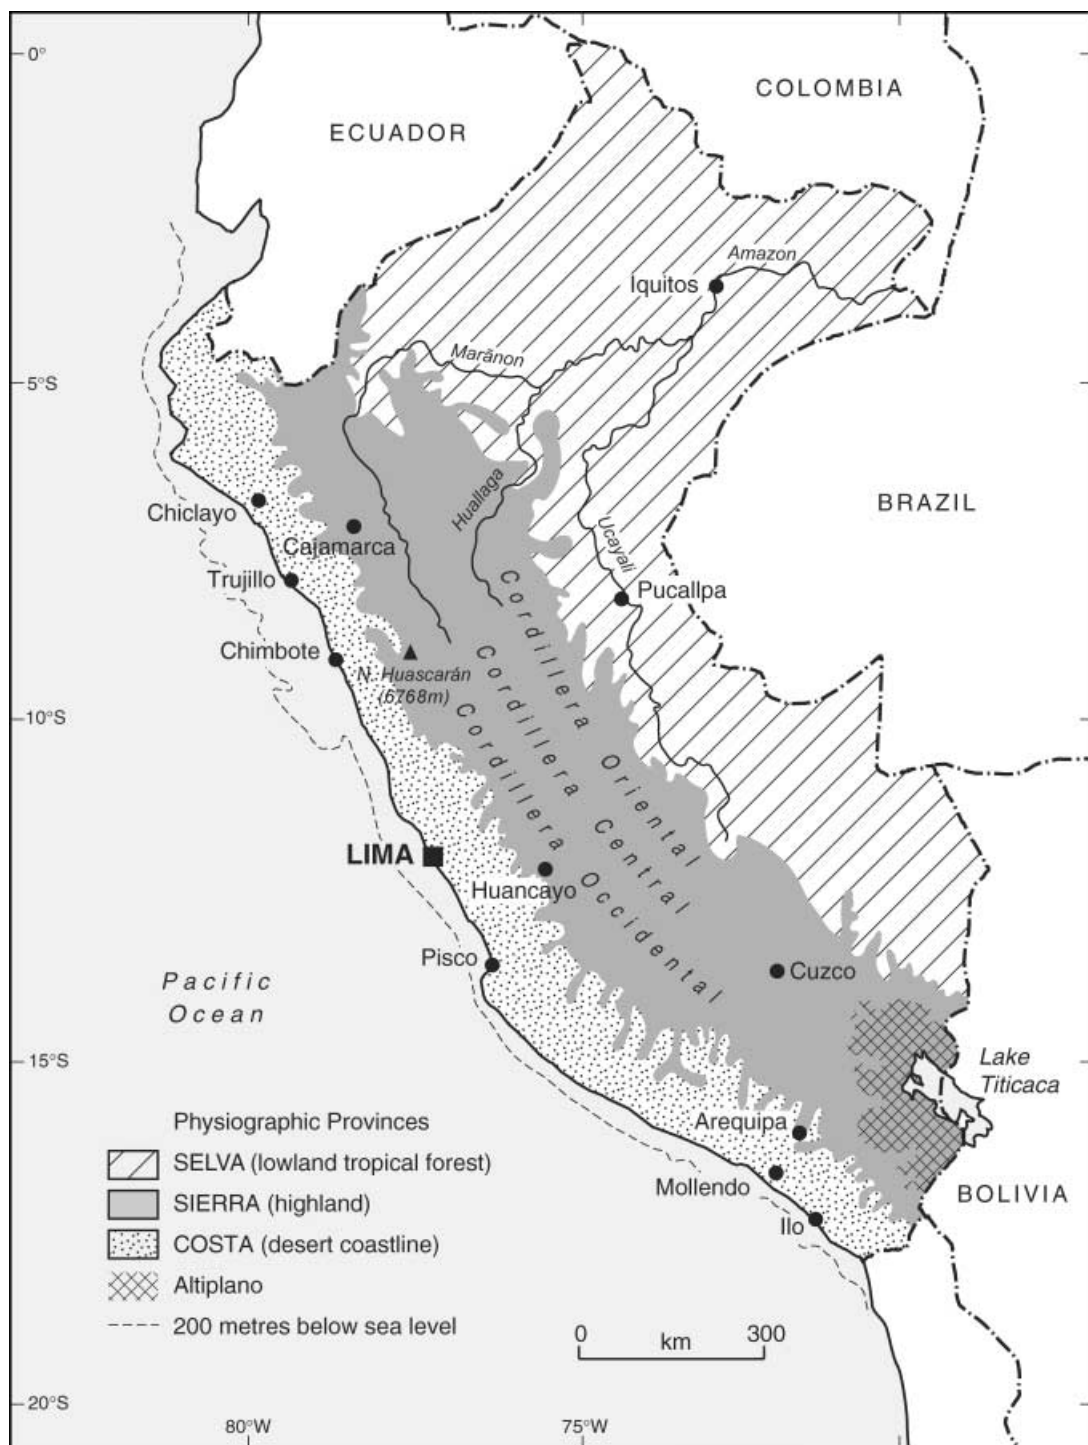 0°
COLOMBIA
ECUADOR
Amazon
Iquitos
Marãnon
5°S
Huallaga
BRAZIL
Chiclayo
Cajamarca
Ucayali
Trujillo
Pucallpa
Chimbote
N. Huascarán
(6768m)
Cordillera Oriental
Cordillera Central
Cordillera Occidental
10°S
LIMA
Huancayo
Pisco
Cuzco
Pacific
Ocean
15°S
Lake
Titicaca
Arequipa
Mollendo
BOLIVIA
Ilo
Physiographic Provinces
SELVA (lowland tropical forest)
SIERRA (highland)
COSTA (desert coastline)
Altiplano
200 metres below sea level
0 300
km
20°S
80°W
75°W